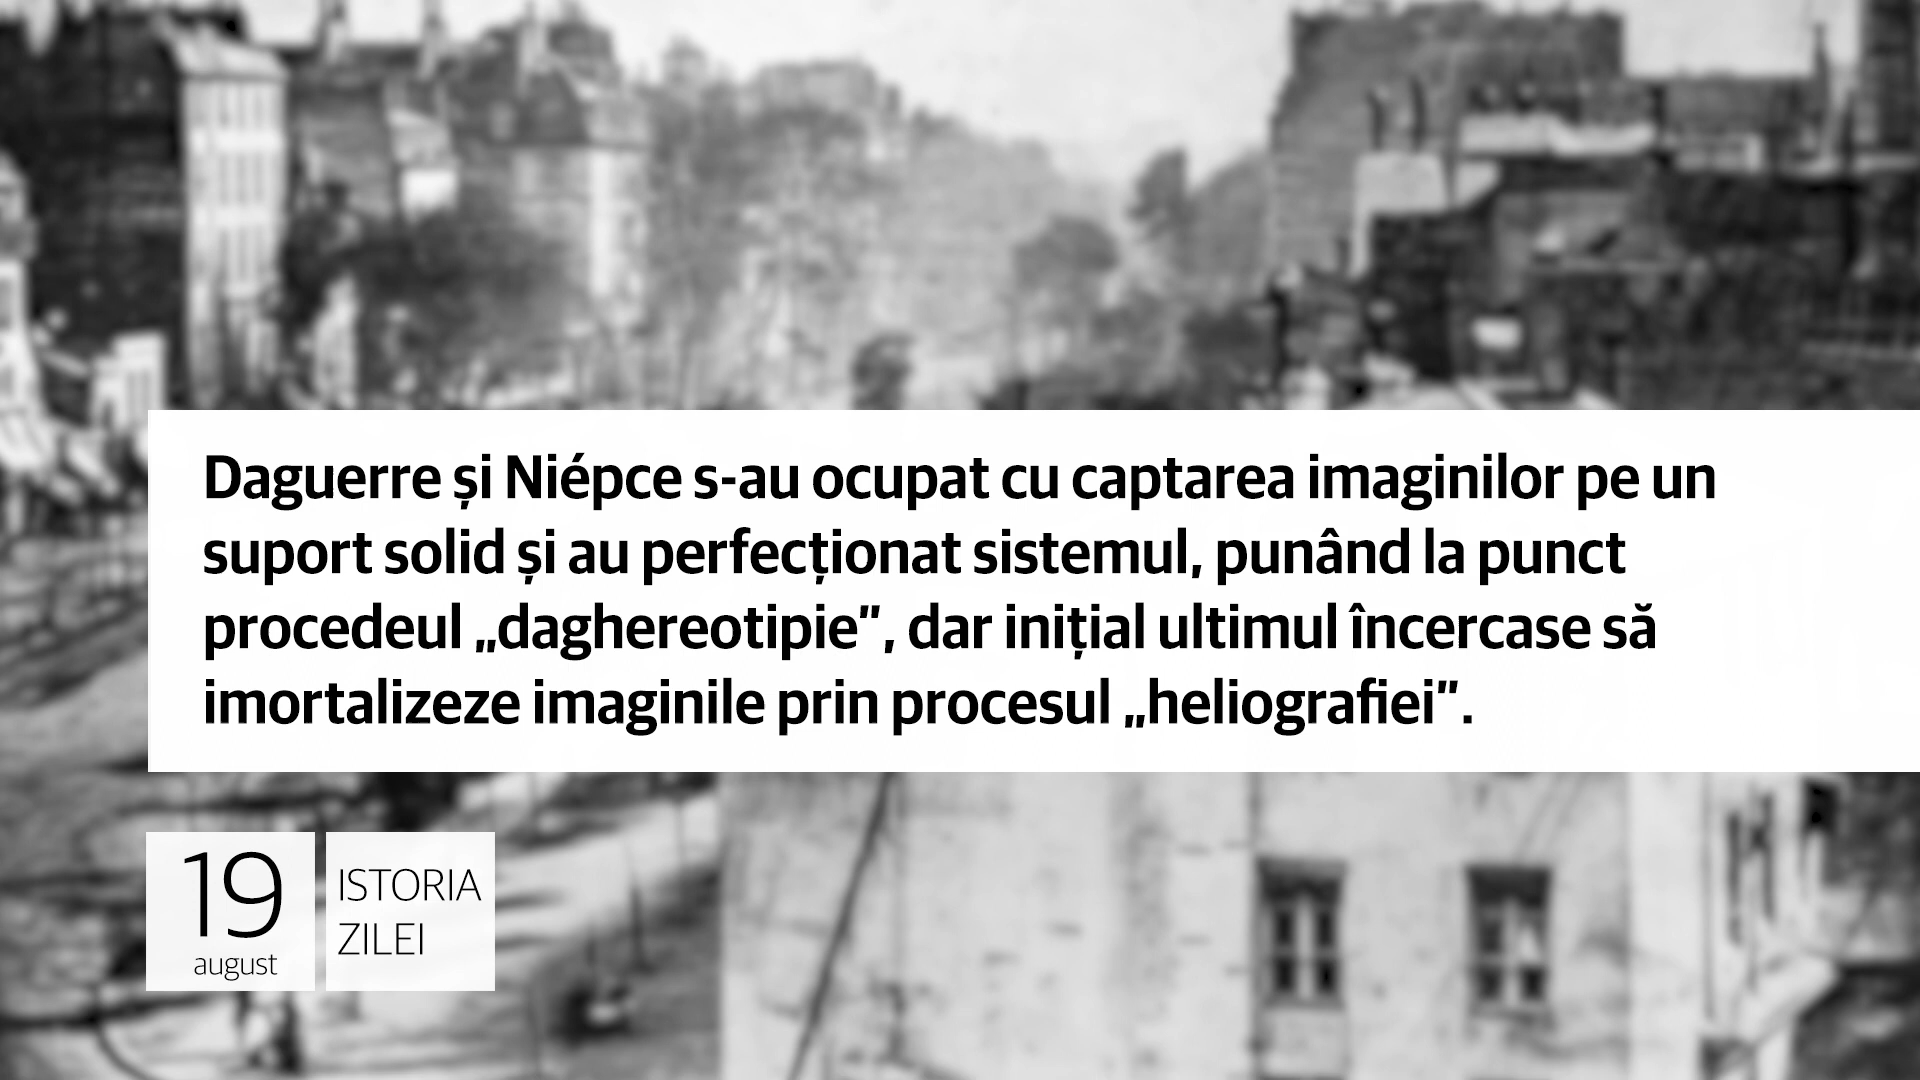 Daguerre și Niépce s-au ocupat cu captarea imaginilor pe un
suport solid și au perfecționat sistemul, punând la punct
procedeul „daghereotipie”, dar inițial ultimul încercase să
imortalizeze imaginile prin procesul „heliografiei”.
19
august
ISTORIA
ZILEI